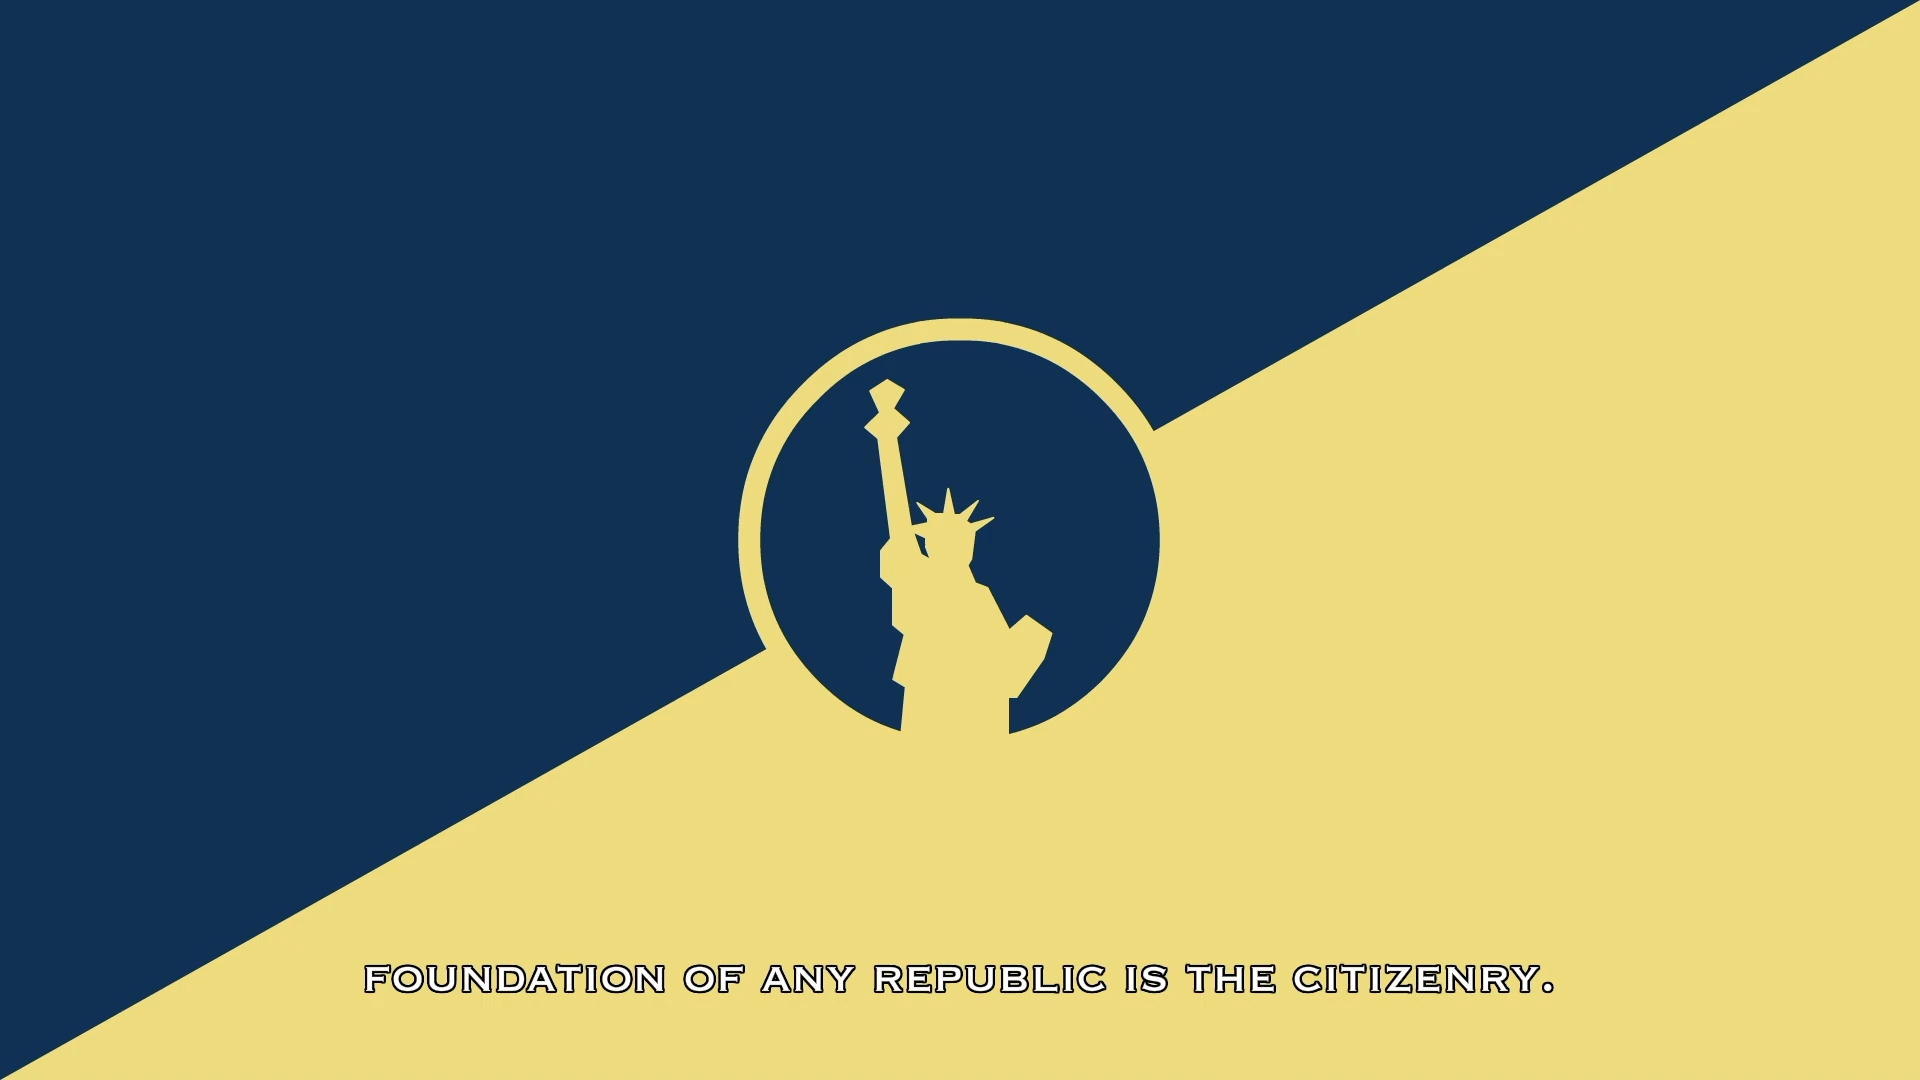 FOUNDATION OF ANY REPUBLIC IS THE CITIZENRY.